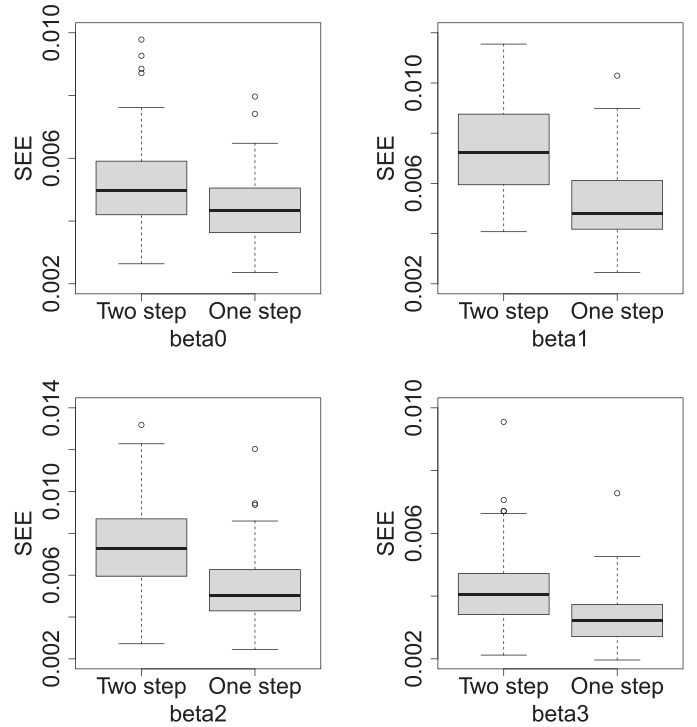 0.010
0.006
0.002
SEE
Two step One step
beta0
0.010
0.006
0.002
SEE
Two step One step
beta1
0.014
0.010
0.006
0.002
SEE
Two step One step
beta2
0.010
0.006
0.002
SEE
Two step One step
beta3